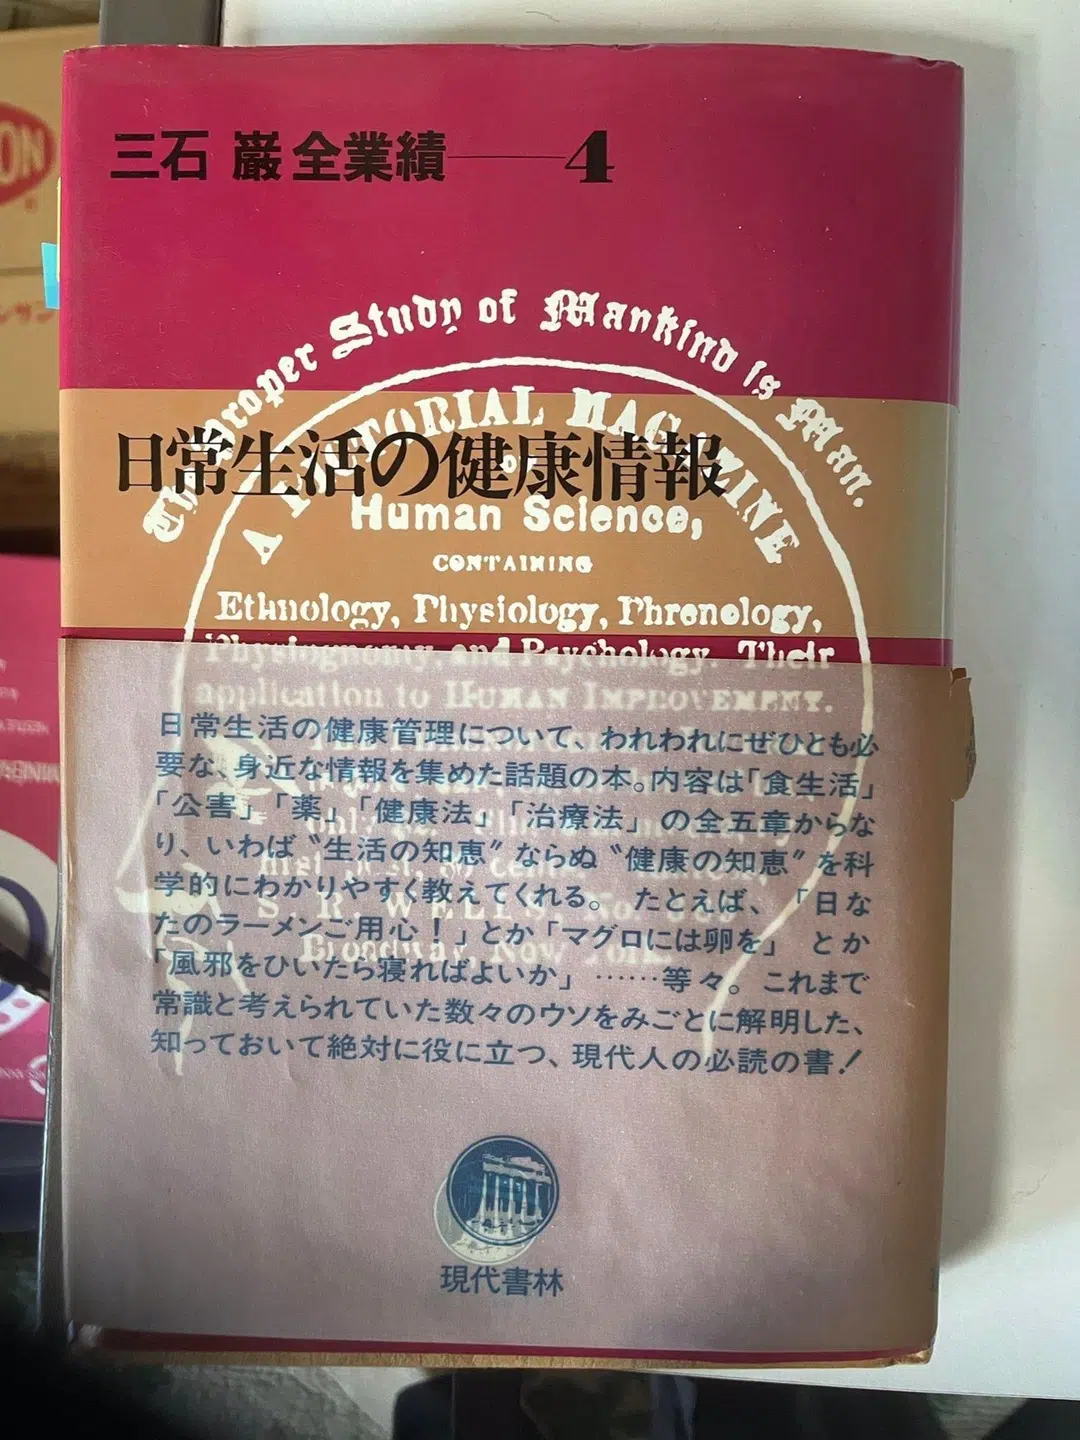 三石 巌 全業績——4
The Proper Study of Mankind is Man.
A PICTORIAL MAGAZINE
日常生活の健康情報
OF
Human Science,
CONTAINING
Ethnology, Physiology, Phrenology,
Physiognomy, and Psychology. Their
application to HUMAN IMPROVEMENT.
日常生活の健康管理について、われわれにぜひとも必
要な、身近な情報を集めた話題の本。内容は「食生活」
「公害」「薬」「健康法」「治療法」の全五章からな
り、いわば〝生活の知恵〟ならぬ〝健康の知恵〟を科
学的にわかりやすく教えてくれる。たとえば、「日な
たのラーメンご用心！」とか「マグロには卵を」とか
「風邪をひいたら寝ればよいか」……等々。これまで
常識と考えられていた数々のウソをみごとに解明した、
知っておいて絶対に役に立つ、現代人の必読の書！
S. R. WELLS, No.
Broadway, New York.
現代書林
ON